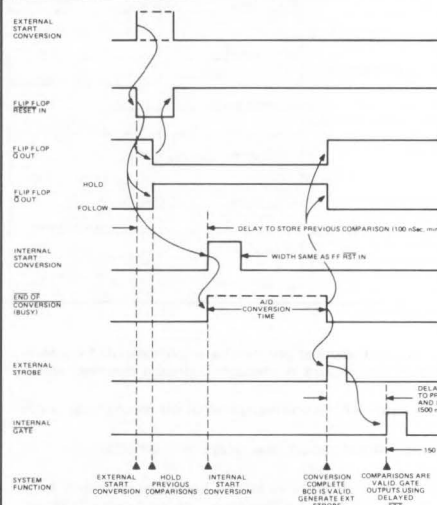 EXTERNAL
START
CONVERSION
FLIP FLOP
RESET IN
FLIP FLOP
Q OUT
FLIP FLOP
Q OUT
HOLD
FOLLOW
DELAY TO STORE PREVIOUS COMPARISON (100 nSec. min
INTERNAL
START
CONVERSION
WIDTH SAME AS FF RST IN
END OF
CONVERSION
(BUSY)
A/D
CONVERSION
TIME
EXTERNAL
STROBE
DELA
TO PR
AND
(500 n
INTERNAL
GATE
150
SYSTEM
FUNCTION
EXTERNAL
START
CONVERSION
HOLD
PREVIOUS
COMPARISONS
INTERNAL
START
CONVERSION
CONVERSION
COMPLETE
BCD IS VALID.
GENERATE EXT
STROBE
COMPARISONS ARE
VALID. GATE
OUTPUTS USING
DELAYED